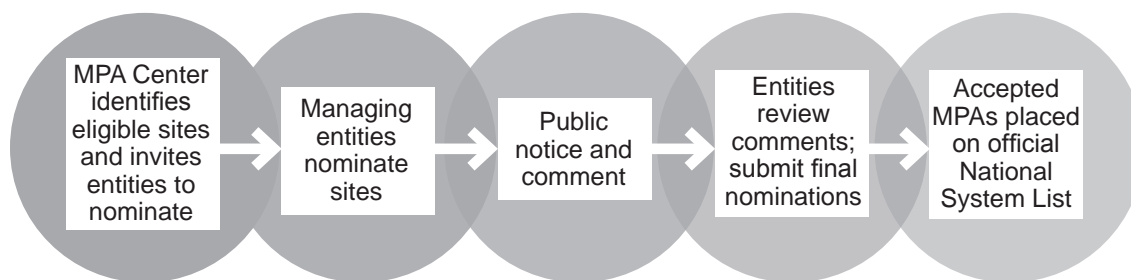 MPA Center
identifies
eligible sites
and invites
entities to
nominate
Managing
entities
nominate
sites
Public
notice and
comment
Entities
review
comments;
submit final
nominations
Accepted
MPAs placed
on official
National
System List